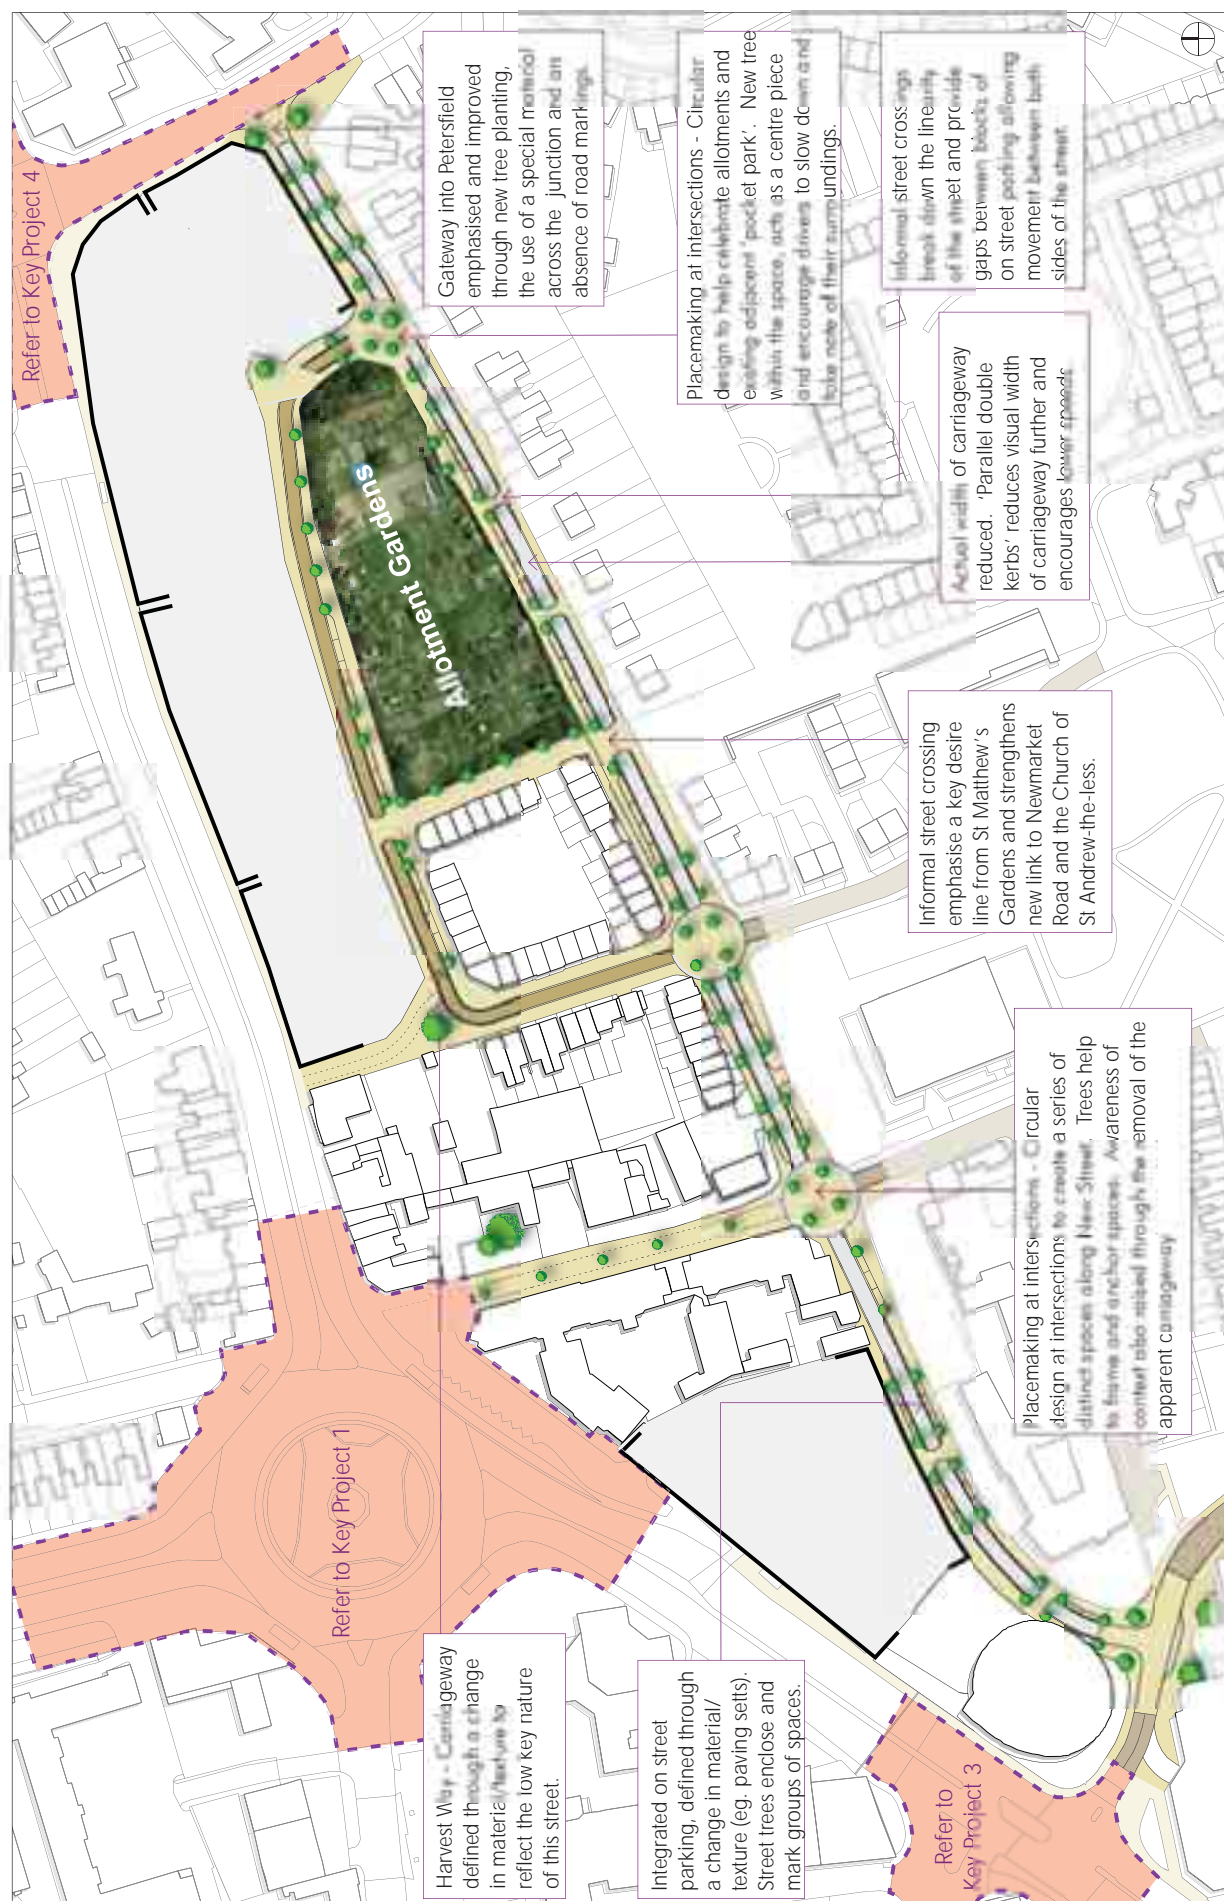 Refer to Key Project 4
Gateway into Petersfield
emphasised and improved
through new tree planting,
the use of a special material
across the junction and an
absence of road markings.
Placemaking at intersections - Circular
design to help celebrate allotments and
existing adjacent 'pocket park'. New tree
within the space, acts as a centre piece
and encourage drivers to slow down and
take note of their surroundings.
Informal street crossings
break down the linearity
of the street and provide
gaps between blocks of
on street parking allowing
movement between both
sides of the street.
Actual width of carriageway
reduced. 'Parallel double
kerbs' reduces visual width
of carriageway further and
encourages lower speeds
Allotment Gardens
Informal street crossing
emphasise a key desire
line from St Matthew's
Gardens and strengthens
new link to Newmarket
Road and the Church of
St Andrew-the-less.
Placemaking at intersections - Circular
design at intersections to create a series of
distinct spaces along New Street. Trees help
to frame and anchor spaces. Awareness of
context also raised through the removal of the
apparent carriageway
Refer to Key Project 1
Harvest Way - Carriageway
defined through a change
in material/texture to
reflect the low key nature
of this street.
Integrated on street
parking, defined through
a change in material/
texture (eg. paving setts).
Street trees enclose and
mark groups of spaces.
Refer to
Key Project 3